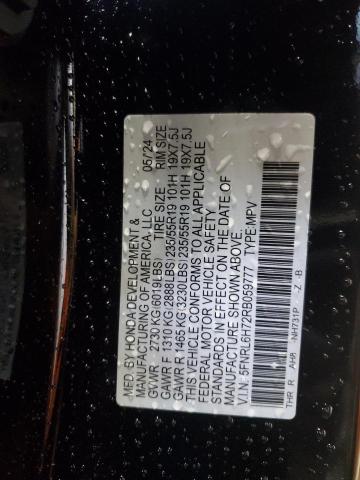 MFD. BY HONDA DEVELOPMENT &
MANUFACTURING OF AMERICA, LLC 05/24
GVWR 2730 KG(6019LBS) TIRE SIZE RIM SIZE
GAWR F 1310 KG(2888LBS)235/55R19 101H 19X7.5J
GAWR R 1465 KG(3230LBS)235/55R19 101H 19X7.5J
THIS VEHICLE CONFORMS TO ALL APPLICABLE
FEDERAL MOTOR VEHICLE SAFETY
STANDARDS IN EFFECT ON THE DATE OF
MANUFACTURE SHOWN ABOVE.
V.I.N.: 5FNRL6H72RB059777 TYPE:MPV
THR R AH8 -NH731P -Z -B